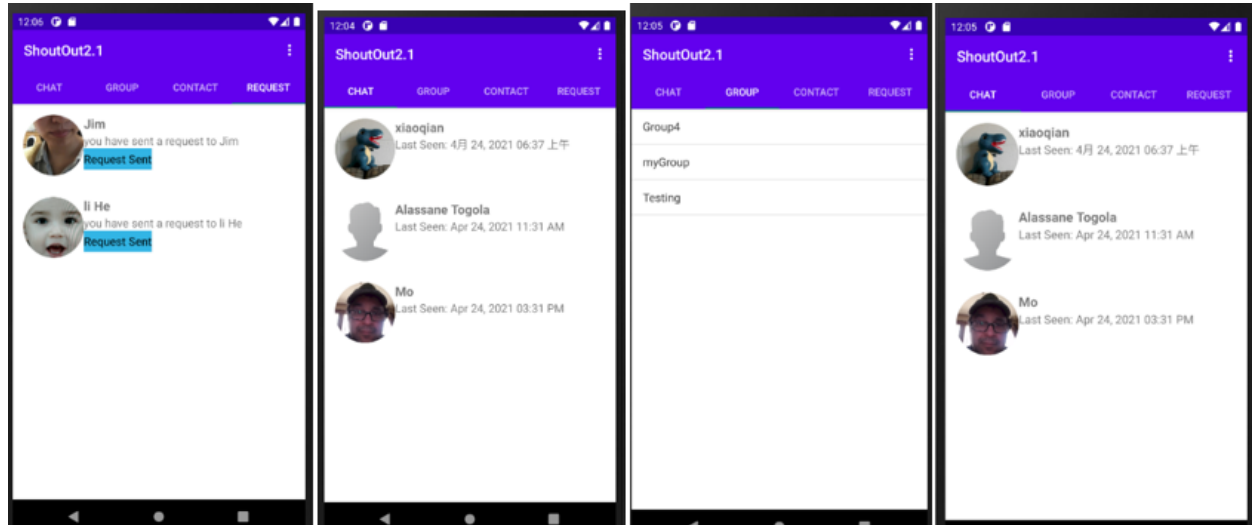 12:06
ShoutOut2.1
CHAT GROUP CONTACT REQUEST
Jim
you have sent a request to Jim
Request Sent
li He
you have sent a request to li He
Request Sent
12:04
ShoutOut2.1
CHAT GROUP CONTACT REQUEST
xiaoqian
Last Seen: 4月 24, 2021 06:37 上午
Alassane Togola
Last Seen: Apr 24, 2021 11:31 AM
Mo
Last Seen: Apr 24, 2021 03:31 PM
12:05
ShoutOut2.1
CHAT GROUP CONTACT REQUEST
Group4
myGroup
Testing
12:05
ShoutOut2.1
CHAT GROUP CONTACT REQUEST
xiaoqian
Last Seen: 4月 24, 2021 06:37 上午
Alassane Togola
Last Seen: Apr 24, 2021 11:31 AM
Mo
Last Seen: Apr 24, 2021 03:31 PM